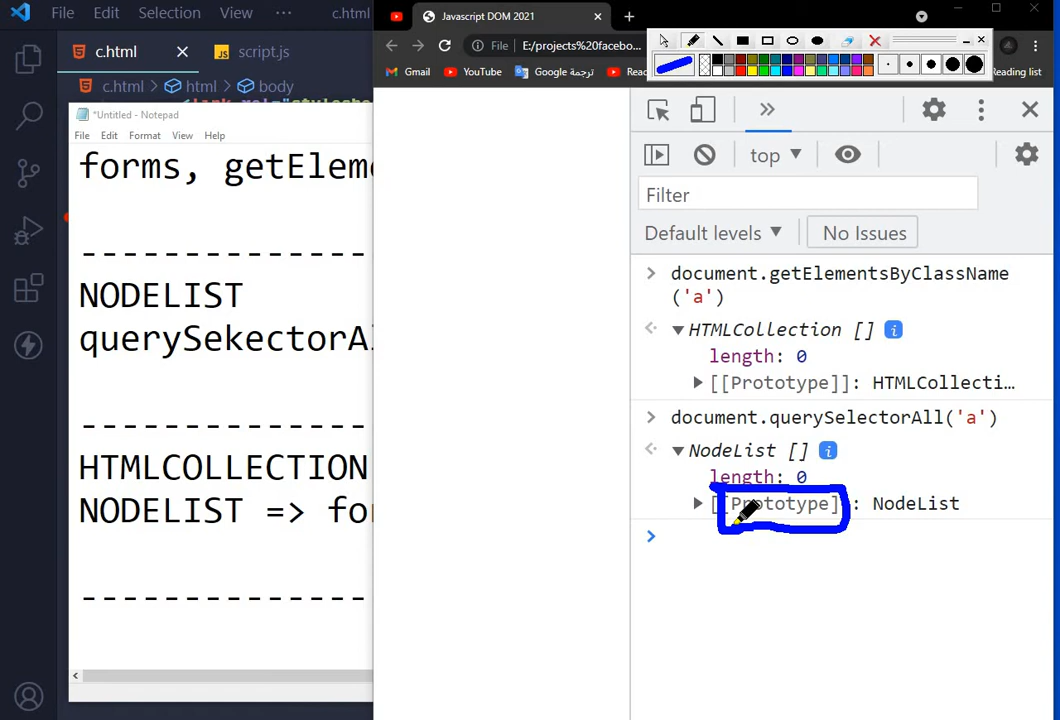 File Edit Selection View ··· c.html
c.html
script.js
c.html > html > body
*Untitled - Notepad
File Edit Format View Help
forms, getEleme
--------------
NODELIST
querySekectorAl
--------------
HTMLCOLLECTION
NODELIST => fo
--------------
Javascript DOM 2021
File E:/projects%20facebo...
Gmail YouTube Google ترجمة Reading list
top
Filter
Default levels No Issues
document.getElementsByClassName
('a')
HTMLCollection []
length: 0
[[Prototype]]: HTMLCollecti...
document.querySelectorAll('a')
NodeList []
length: 0
[[Prototype]]: NodeList